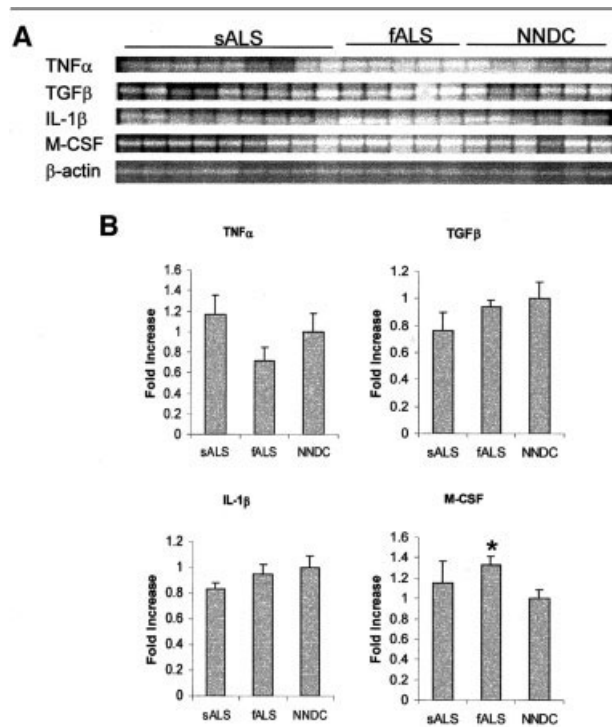 A
sALS fALS NNDC
TNFα
TGFβ
IL-1β
M-CSF
β-actin
B
TNFα
Fold Increase
1.6
1.4
1.2
1
0.8
0.6
0.4
0.2
0
sALS fALS NNDC
TGFβ
Fold Increase
1.2
1
0.8
0.6
0.4
0.2
0
sALS fALS NNDC
IL-1β
Fold Increase
1.2
1
0.8
0.6
0.4
0.2
0
sALS fALS NNDC
M-CSF
*
Fold Increase
1.6
1.4
1.2
1
0.8
0.6
0.4
0.2
0
sALS fALS NNDC